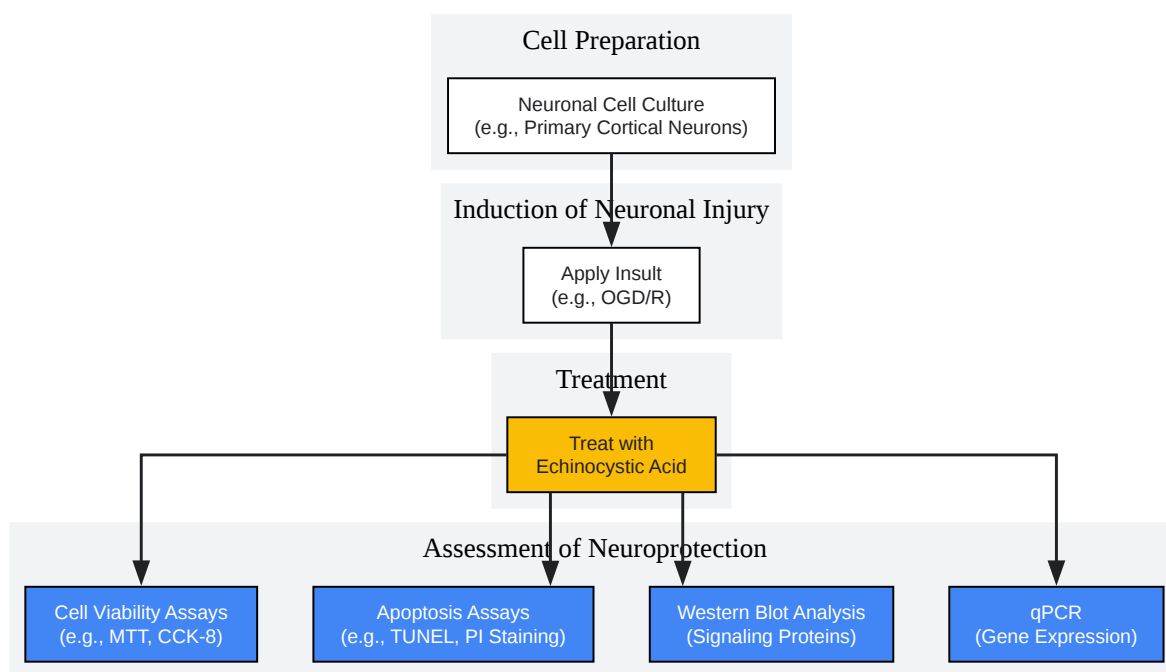 Cell Preparation
Neuronal Cell Culture
(e.g., Primary Cortical Neurons)
Induction of Neuronal Injury
Apply Insult
(e.g., OGD/R)
Treatment
Treat with
Echinocystic Acid
Assessment of Neuroprotection
Cell Viability Assays
(e.g., MTT, CCK-8)
Apoptosis Assays
(e.g., TUNEL, PI Staining)
Western Blot Analysis
(Signaling Proteins)
qPCR
(Gene Expression)